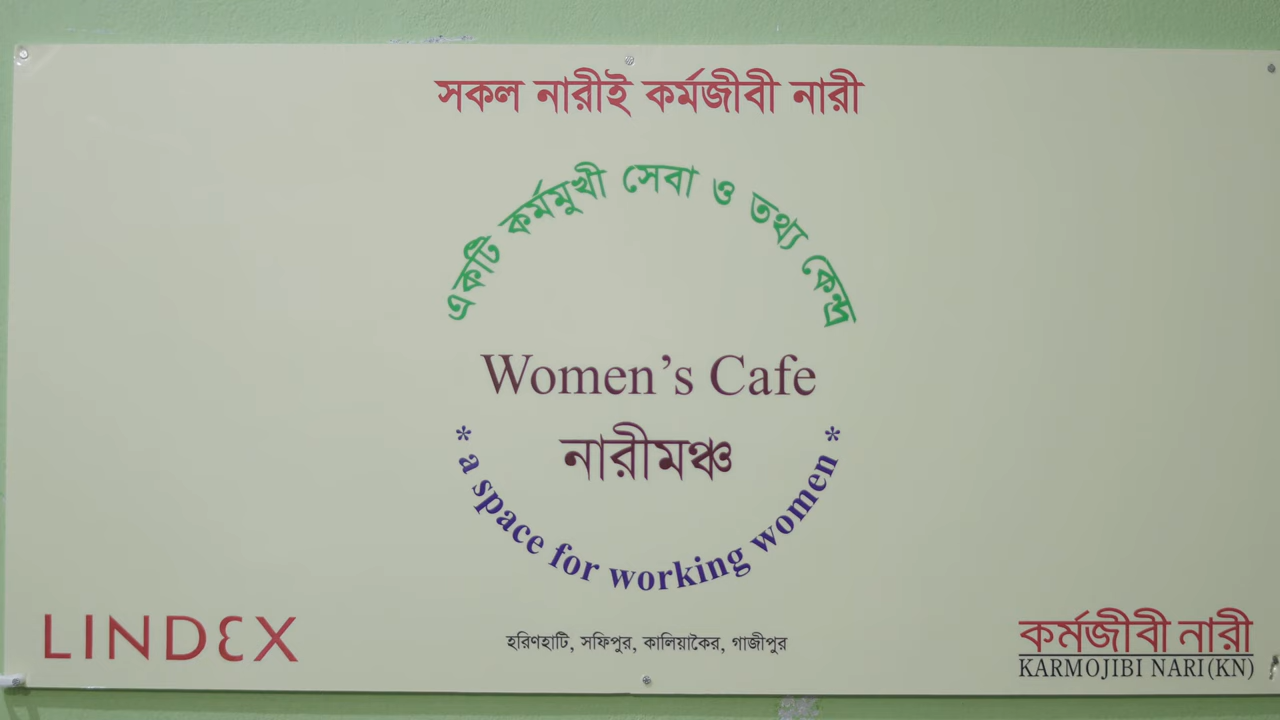 সকল নারীই কর্মজীবী নারী
একটি কর্মমুখী সেবা ও তথ্য কেন্দ্র
Women's Cafe
নারীমঞ্চ
* a space for working women *
LINDEX
হরিণহাটি, সফিপুর, কালিয়াকৈর, গাজীপুর
কর্মজীবী নারী
KARMOJIBI NARI(KN)